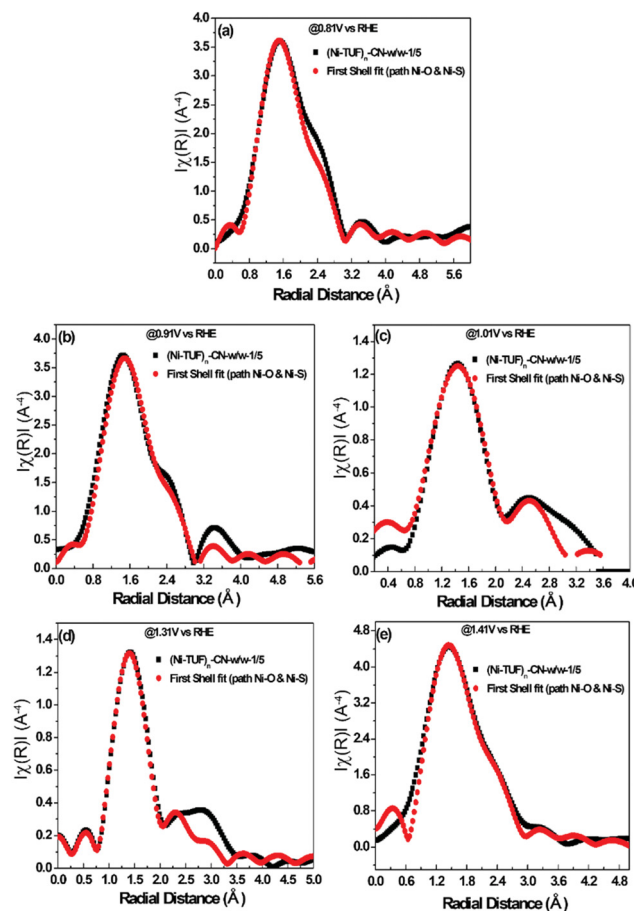 (a)
@0.81V vs RHE
(Ni-TUF)n-CN-w/w-1/5
First Shell fit (path Ni-O & Ni-S)
|χ(R)| (A-4)
4.0
3.5
3.0
2.5
2.0
1.5
1.0
0.5
0.0
0.0 0.8 1.6 2.4 3.2 4.0 4.8 5.6
Radial Distance (Å)
(b)
@0.91V vs RHE
(Ni-TUF)n-CN-w/w-1/5
First Shell fit (path Ni-O & Ni-S)
|χ(R)| (A-4)
4.0
3.5
3.0
2.5
2.0
1.5
1.0
0.5
0.0
0.0 0.8 1.6 2.4 3.2 4.0 4.8 5.6
Radial Distance (Å)
(c)
@1.01V vs RHE
(Ni-TUF)n-CN-w/w-1/5
First Shell fit (path Ni-O & Ni-S)
|χ(R)| (A-4)
1.5
1.2
0.9
0.6
0.3
0.0
0.4 0.8 1.2 1.6 2.0 2.4 2.8 3.2 3.6 4.0
Radial Distance (Å)
(d)
@1.31V vs RHE
(Ni-TUF)n-CN-w/w-1/5
First Shell fit (path Ni-O & Ni-S)
|χ(R)| (A-4)
1.4
1.2
1.0
0.8
0.6
0.4
0.2
0.0
0.0 0.5 1.0 1.5 2.0 2.5 3.0 3.5 4.0 4.5 5.0
Radial Distance (Å)
(e)
@1.41V vs RHE
(Ni-TUF)n-CN-w/w-1/5
First Shell fit (path Ni-O & Ni-S)
|χ(R)| (A-4)
4.8
4.0
3.2
2.4
1.6
0.8
0.0
0.0 0.6 1.2 1.8 2.4 3.0 3.6 4.2 4.8
Radial Distance (Å)